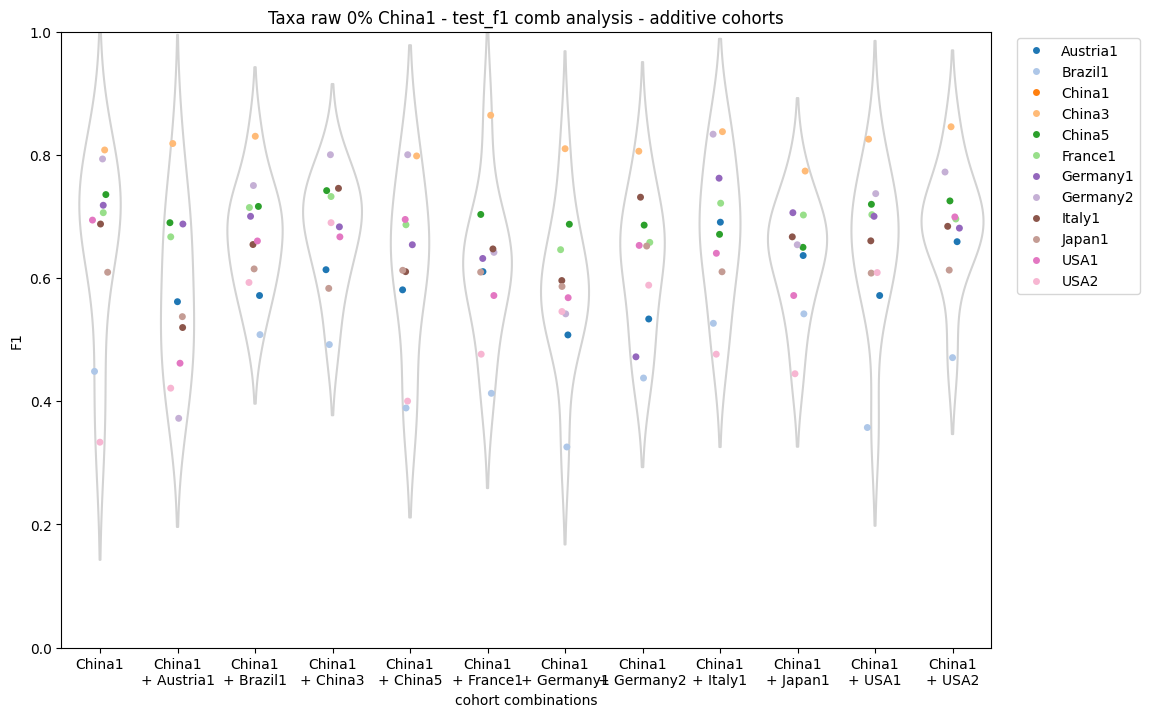 Taxa raw 0% China1 - test_f1 comb analysis - additive cohorts
F1
1.0
0.8
0.6
0.4
0.2
0.0
China1
China1
+ Austria1
China1
+ Brazil1
China1
+ China3
China1
+ China5
China1
+ France1
China1
+ Germany1
China1
+ Germany2
China1
+ Italy1
China1
+ Japan1
China1
+ USA1
China1
+ USA2
cohort combinations
Austria1
Brazil1
China1
China3
China5
France1
Germany1
Germany2
Italy1
Japan1
USA1
USA2